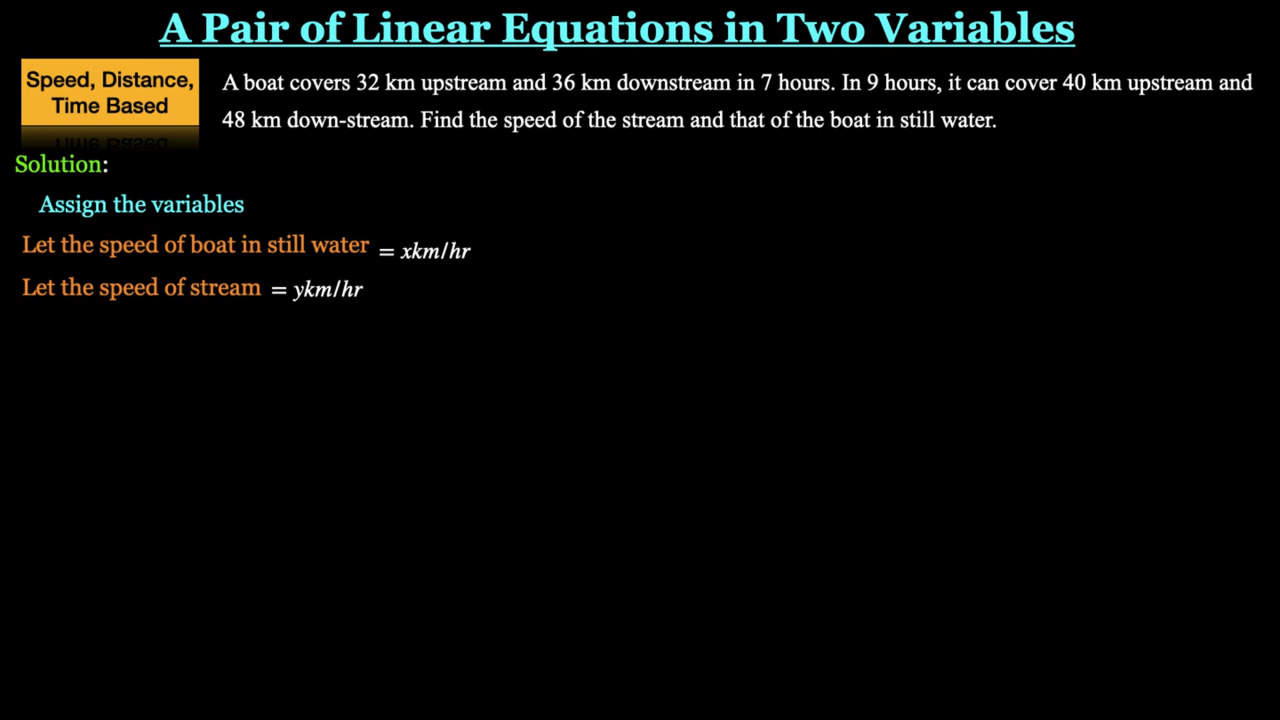 A Pair of Linear Equations in Two Variables
Speed, Distance,
Time Based
A boat covers 32 km upstream and 36 km downstream in 7 hours. In 9 hours, it can cover 40 km upstream and
48 km down-stream. Find the speed of the stream and that of the boat in still water.
Solution:
Assign the variables
Let the speed of boat in still water = xkm/hr
Let the speed of stream = ykm/hr